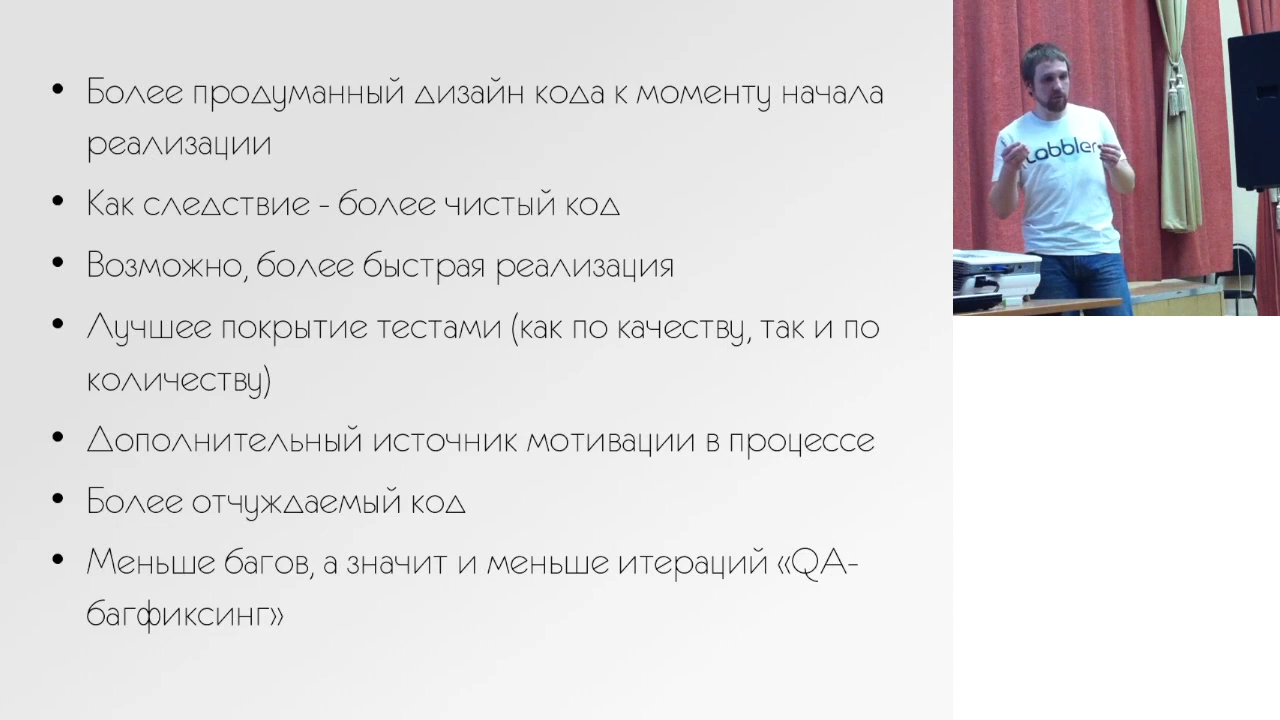 • Более продуманный дизайн кода к моменту начала
реализации
• Как следствие - более чистый код
• Возможно, более быстрая реализация
• Лучшее покрытие тестами (как по качеству, так и по
количеству)
• Дополнительный источник мотивации в процессе
• Более отчуждаемый код
• Меньше багов, а значит и меньше итераций «QA-
багфиксинг»